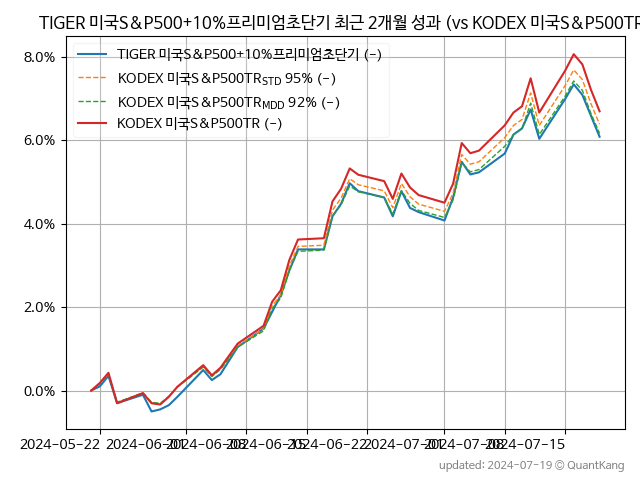 TIGER 미국S&P500+10%프리미엄초단기 최근 2개월 성과 (vs KODEX 미국S&P500TR
8.0%
6.0%
4.0%
2.0%
0.0%
TIGER 미국S&P500+10%프리미엄초단기 (-)
KODEX 미국S&P500TR_STD 95% (-)
KODEX 미국S&P500TR_MDD 92% (-)
KODEX 미국S&P500TR (-)
2024-05-22 2024-06-01 2024-06-08 2024-06-15 2024-06-22 2024-07-01 2024-07-08 2024-07-15
updated: 2024-07-19 © QuantKang